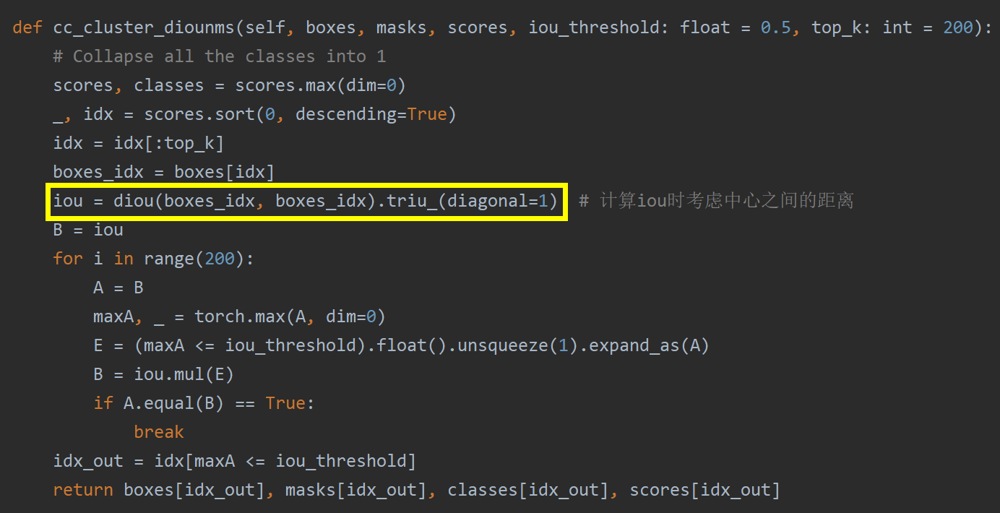 def cc_cluster_diounms(self, boxes, masks, scores, iou_threshold: float = 0.5, top_k: int = 200):
    # Collapse all the classes into 1
    scores, classes = scores.max(dim=0)
    _, idx = scores.sort(0, descending=True)
    idx = idx[:top_k]
    boxes_idx = boxes[idx]
    iou = diou(boxes_idx, boxes_idx).triu_(diagonal=1)  # 计算iou时考虑中心之间的距离
    B = iou
    for i in range(200):
        A = B
        maxA, _ = torch.max(A, dim=0)
        E = (maxA <= iou_threshold).float().unsqueeze(1).expand_as(A)
        B = iou.mul(E)
        if A.equal(B) == True:
            break
    idx_out = idx[maxA <= iou_threshold]
    return boxes[idx_out], masks[idx_out], classes[idx_out], scores[idx_out]